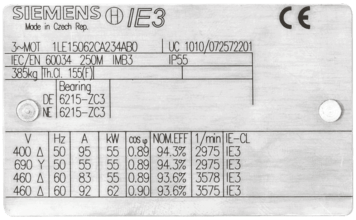 SIEMENS H IE3 CE
Made in Czech Rep.
3~MOT 1LE15062CA234AB0 UC 1010/072572201
IEC/EN 60034 250M IMB3 IP55
385kg Th.Cl. 155(F)
Bearing
DE 6215-ZC3
NE 6215-ZC3
V Hz A kW cos φ NOM.EFF 1/min IE-CL
400 Δ 50 95 55 0.89 94.3% 2975 IE3
690 Y 50 55 55 0.89 94.3% 2975 IE3
460 Δ 60 83 55 0.89 93.6% 3578 IE3
460 Δ 60 92 62 0.90 93.6% 3575 IE3